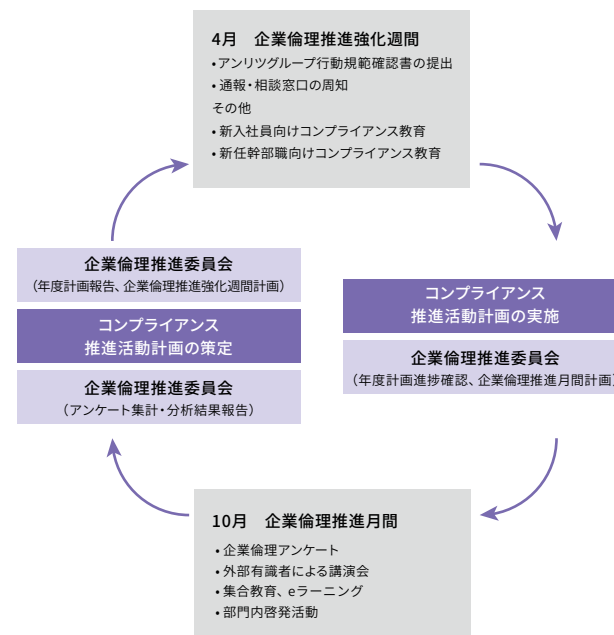 4月　企業倫理推進強化週間
•アンリツグループ行動規範確認書の提出
•通報・相談窓口の周知
その他
•新入社員向けコンプライアンス教育
•新任幹部職向けコンプライアンス教育
企業倫理推進委員会
（年度計画報告、企業倫理推進強化週間計画）
コンプライアンス
推進活動計画の策定
企業倫理推進委員会
（アンケート集計・分析結果報告）
コンプライアンス
推進活動計画の実施
企業倫理推進委員会
（年度計画進捗確認、企業倫理推進月間計画）
10月　企業倫理推進月間
•企業倫理アンケート
•外部有識者による講演会
•集合教育、eラーニング
•部門内啓発活動